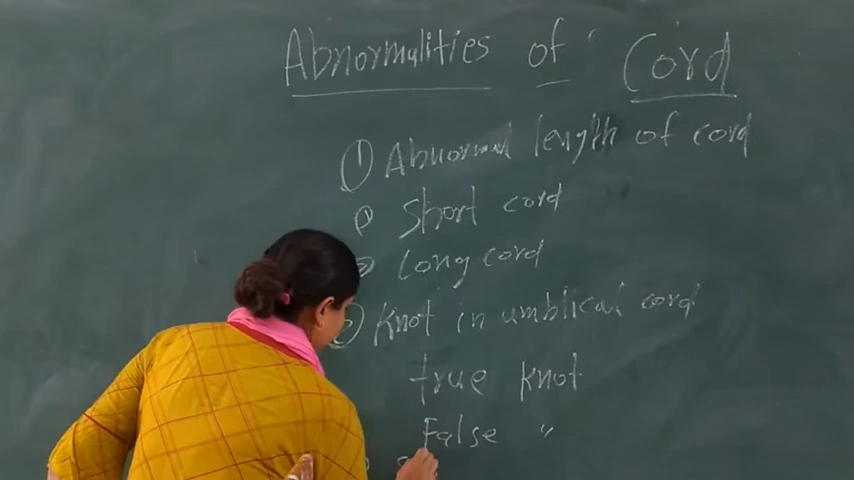 Abnormalities of Cord
① Abnormal length of cord
Short cord
Long cord
② Knot in umblical cord
true knot
False "